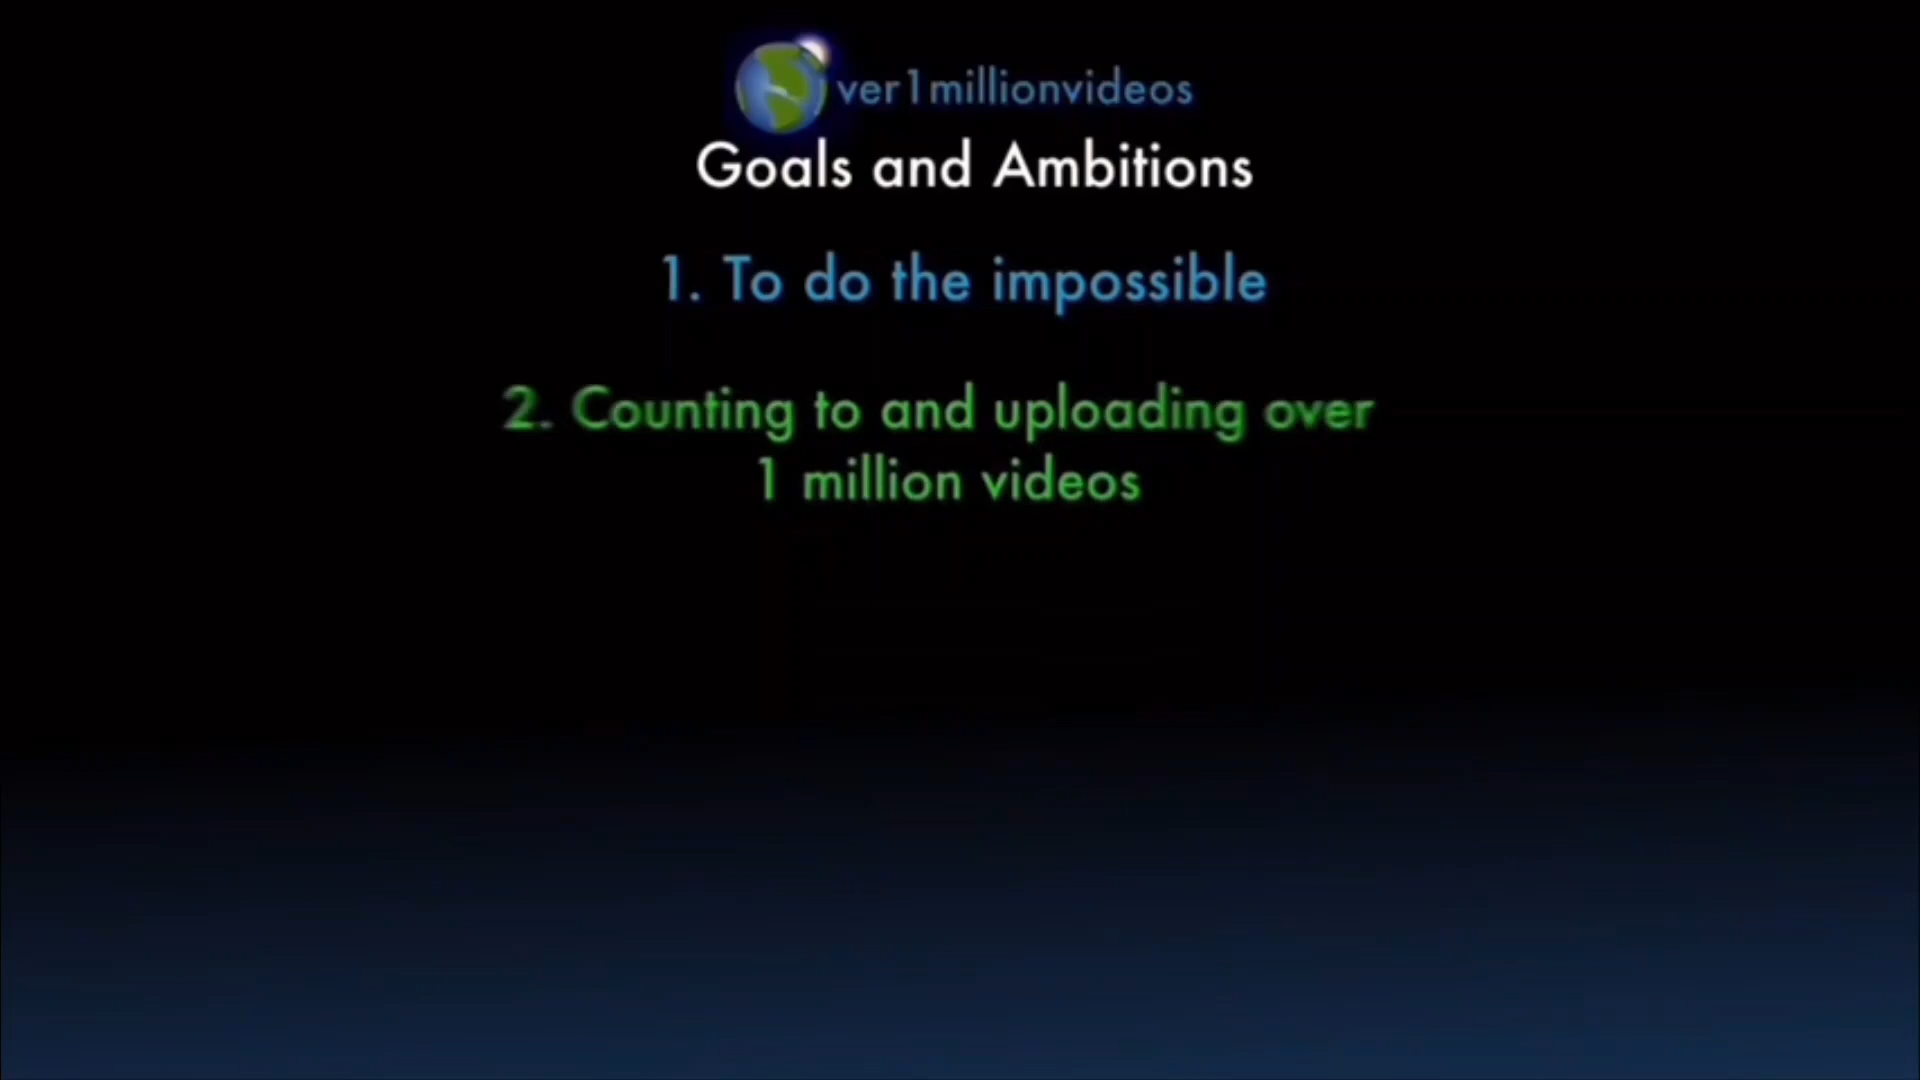 ver1millionvideos
Goals and Ambitions
1. To do the impossible
2. Counting to and uploading over
1 million videos